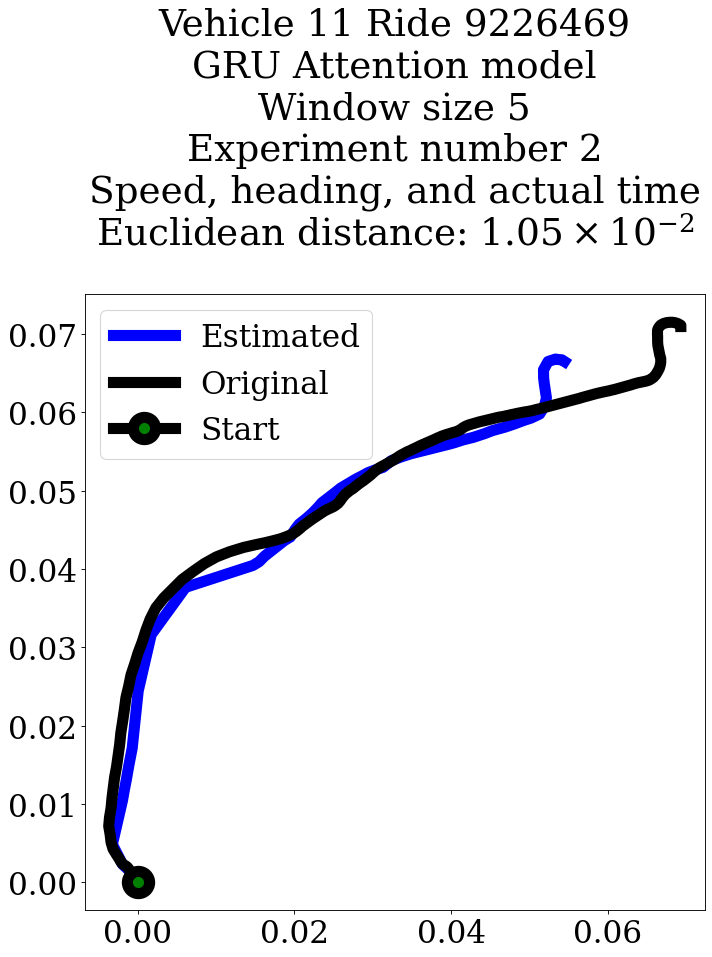 Vehicle 11 Ride 9226469
GRU Attention model
Window size 5
Experiment number 2
Speed, heading, and actual time
Euclidean distance: 1.05 × 10⁻²
Estimated
Original
Start
0.07
0.06
0.05
0.04
0.03
0.02
0.01
0.00
0.00 0.02 0.04 0.06